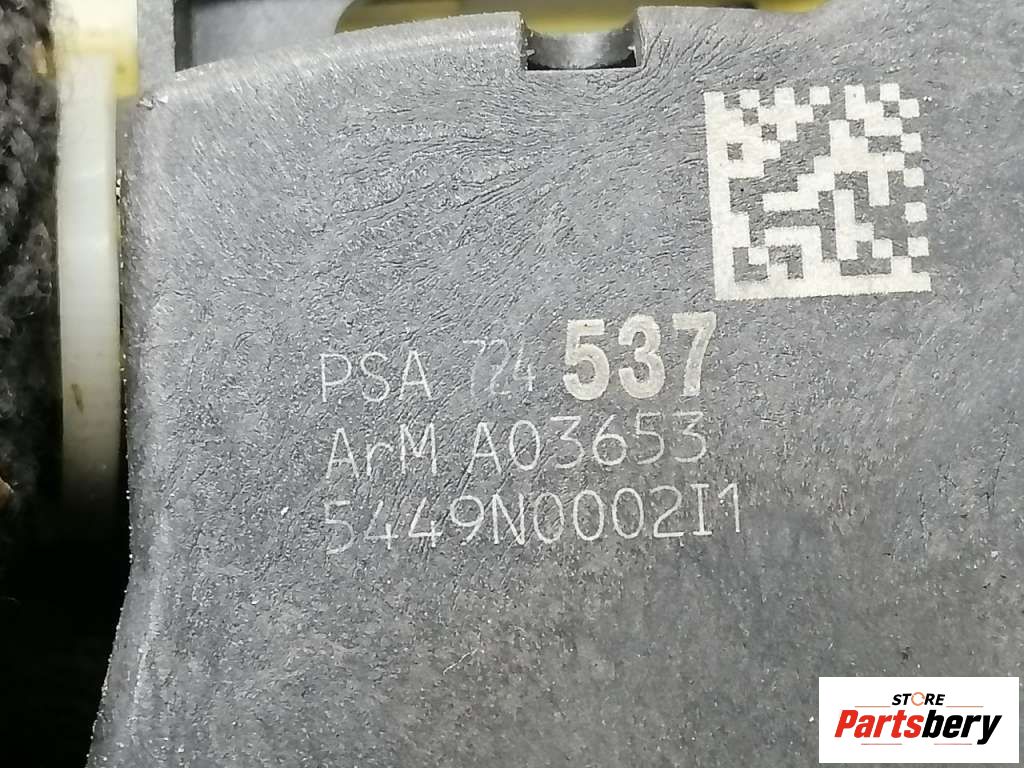 PSA 724 537
ArM A03653
5449N0002I1
STORE
Partsbery